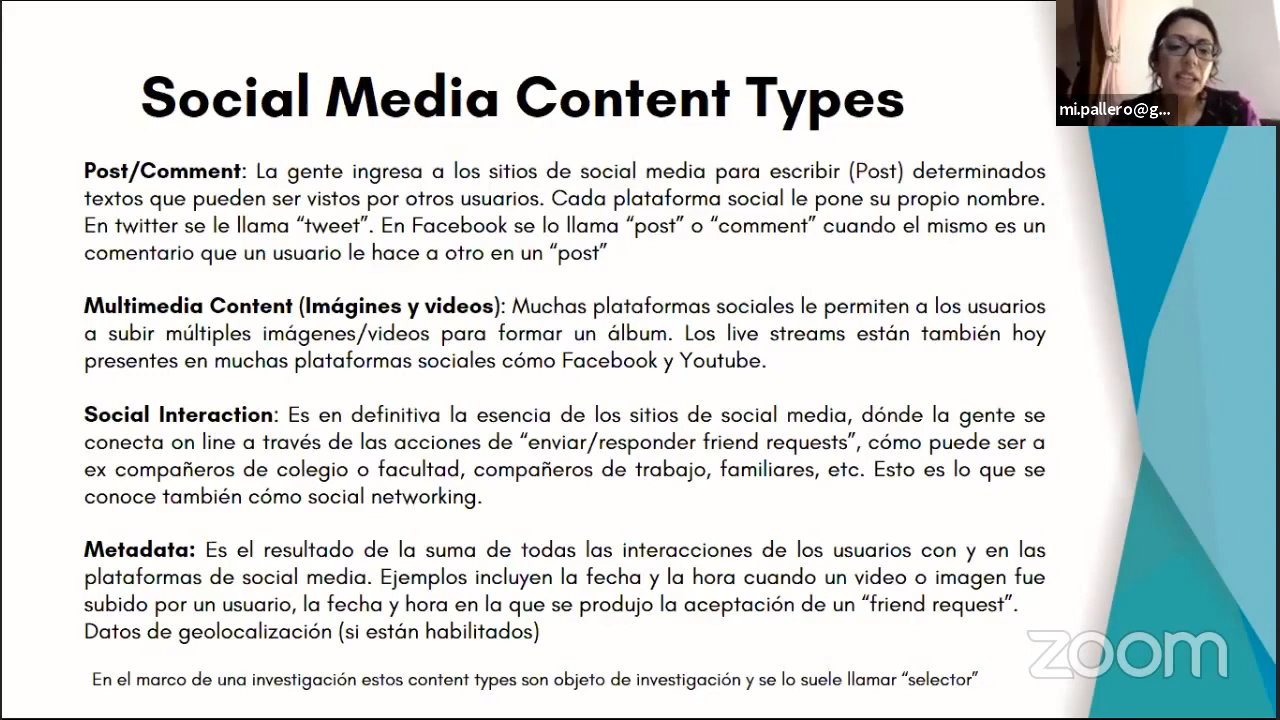 Social Media Content Types
mi.pallero@g...
Post/Comment: La gente ingresa a los sitios de social media para escribir (Post) determinados
textos que pueden ser vistos por otros usuarios. Cada plataforma social le pone su propio nombre.
En twitter se le llama “tweet”. En Facebook se lo llama “post” o “comment” cuando el mismo es un
comentario que un usuario le hace a otro en un “post”
Multimedia Content (Imágines y videos): Muchas plataformas sociales le permiten a los usuarios
a subir múltiples imágenes/videos para formar un álbum. Los live streams están también hoy
presentes en muchas plataformas sociales cómo Facebook y Youtube.
Social Interaction: Es en definitiva la esencia de los sitios de social media, dónde la gente se
conecta on line a través de las acciones de “enviar/responder friend requests”, cómo puede ser a
ex compañeros de colegio o facultad, compañeros de trabajo, familiares, etc. Esto es lo que se
conoce también cómo social networking.
Metadata: Es el resultado de la suma de todas las interacciones de los usuarios con y en las
plataformas de social media. Ejemplos incluyen la fecha y la hora cuando un video o imagen fue
subido por un usuario, la fecha y hora en la que se produjo la aceptación de un “friend request”.
Datos de geolocalización (si están habilitados)
zoom
En el marco de una investigación estos content types son objeto de investigación y se lo suele llamar “selector”